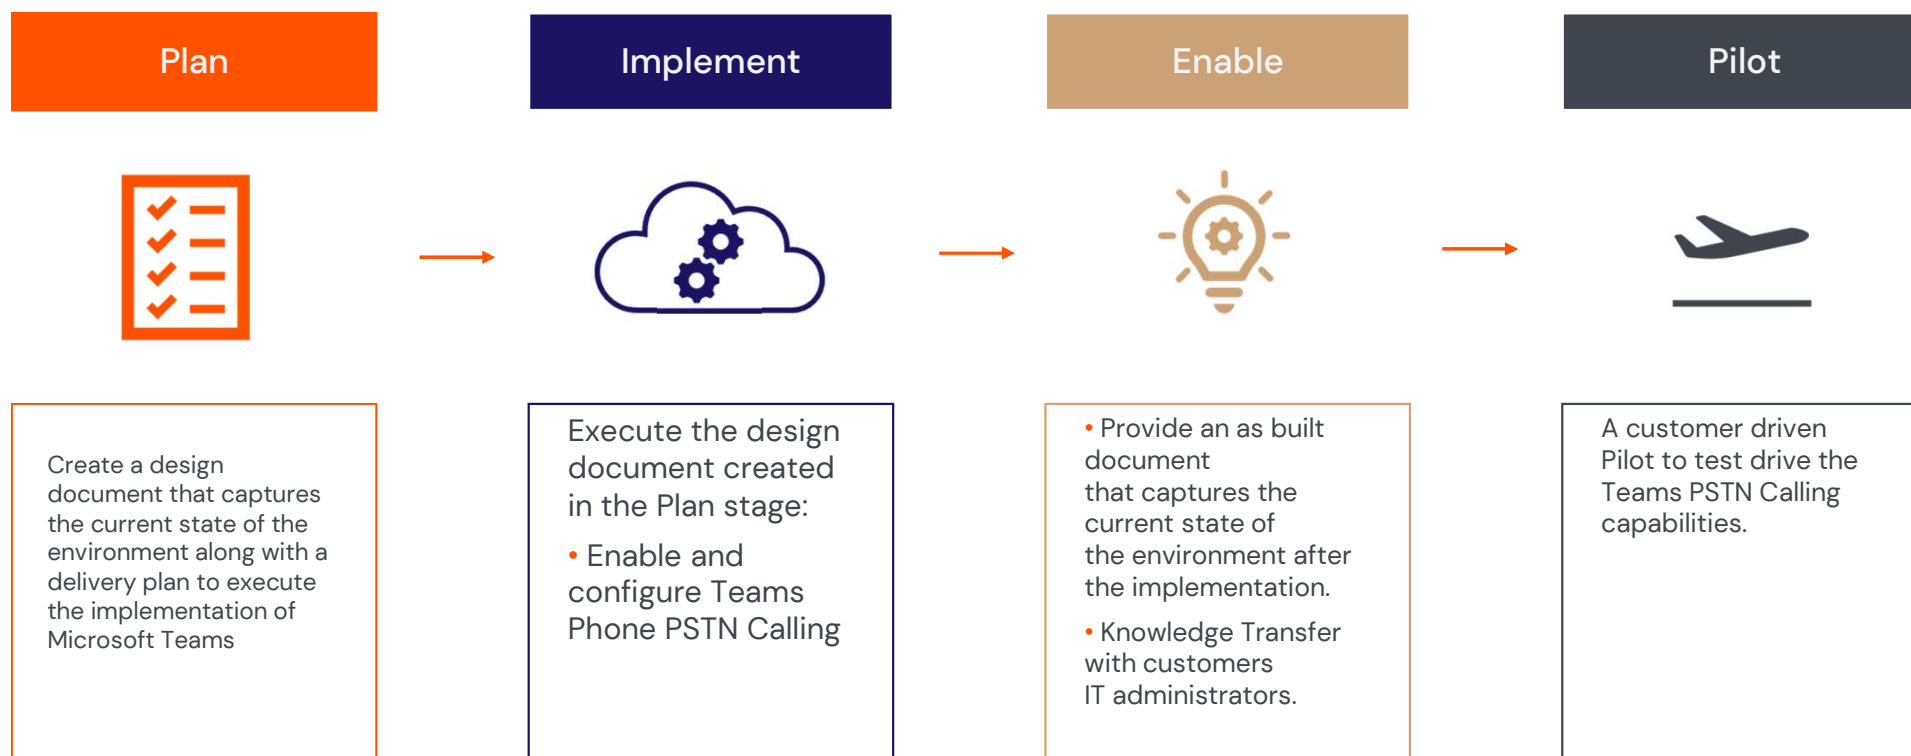 Plan
Implement
Enable
Pilot
Create a design
document that captures
the current state of the
environment along with a
delivery plan to execute
the implementation of
Microsoft Teams
Execute the design
document created
in the Plan stage:
• Enable and
configure Teams
Phone PSTN Calling
• Provide an as built
document
that captures the
current state of
the environment after
the implementation.
• Knowledge Transfer
with customers
IT administrators.
A customer driven
Pilot to test drive the
Teams PSTN Calling
capabilities.